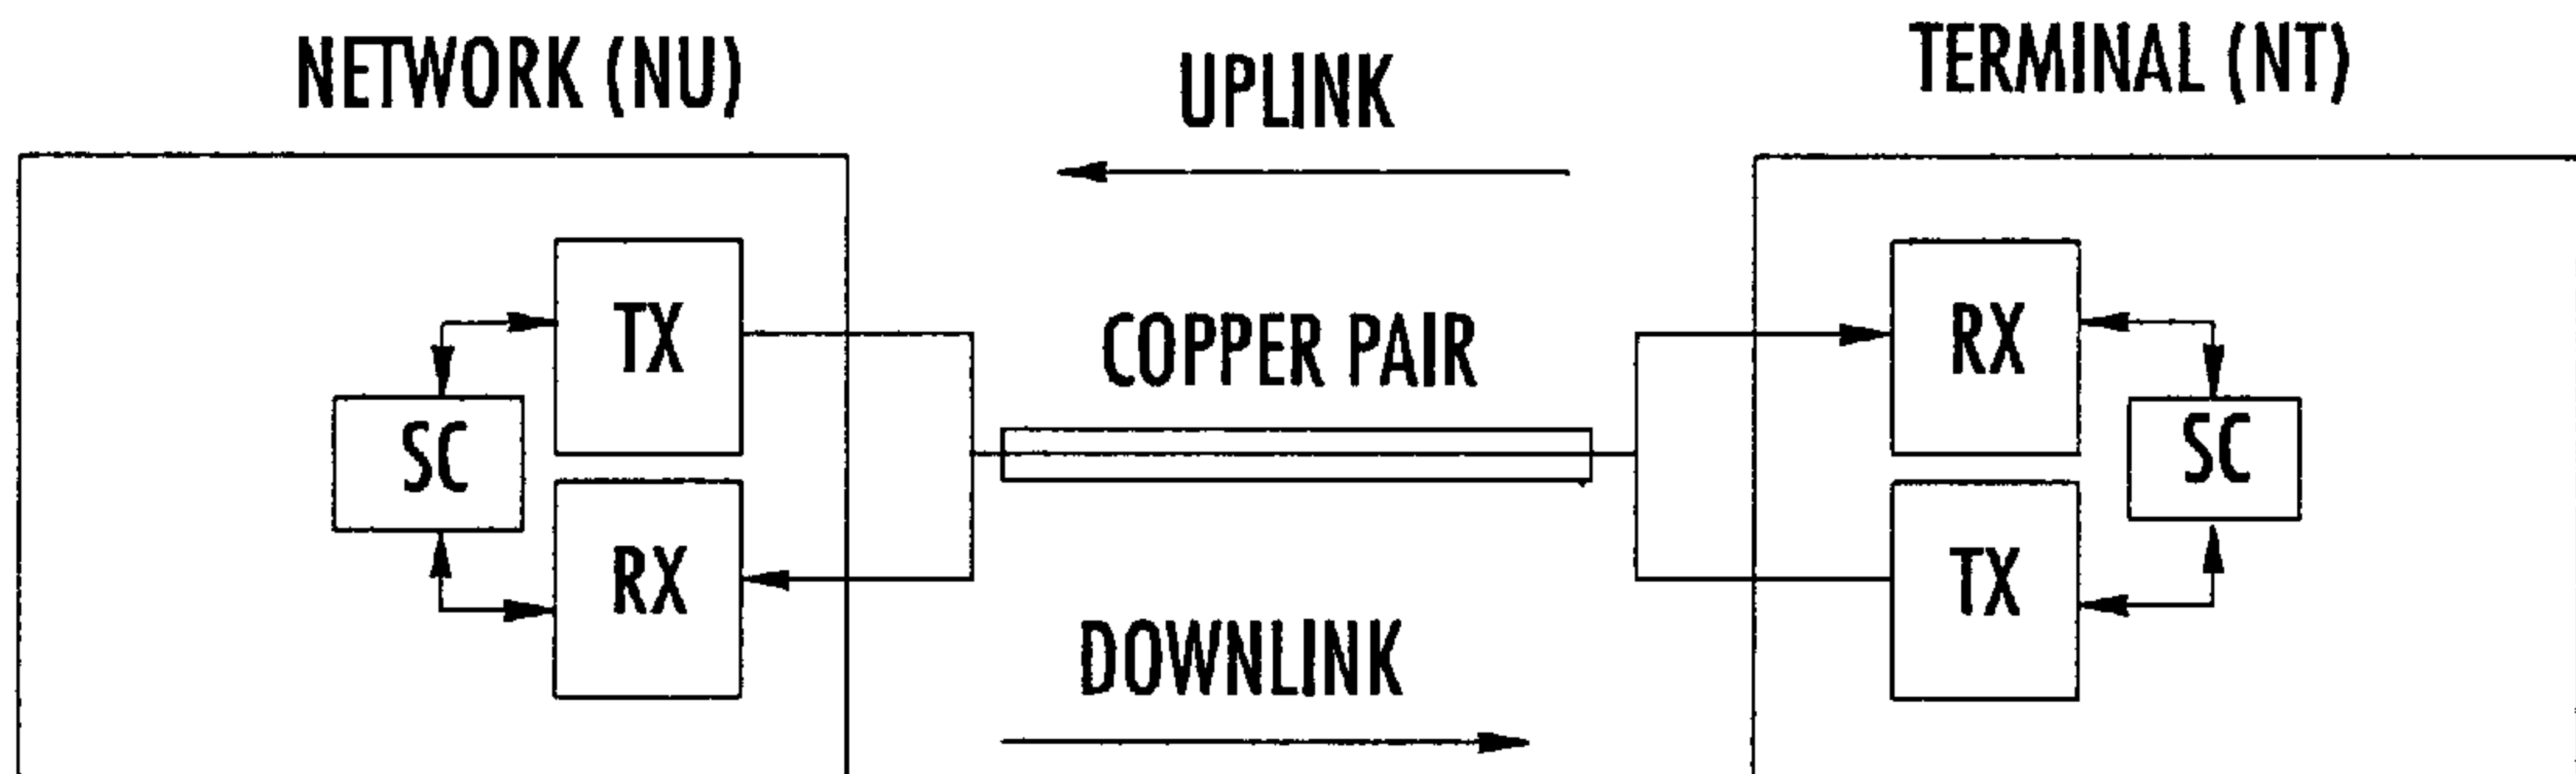 NETWORK (NU)
UPLINK
TERMINAL (NT)
TX
COPPER PAIR
RX
SC
SC
RX
TX
DOWNLINK